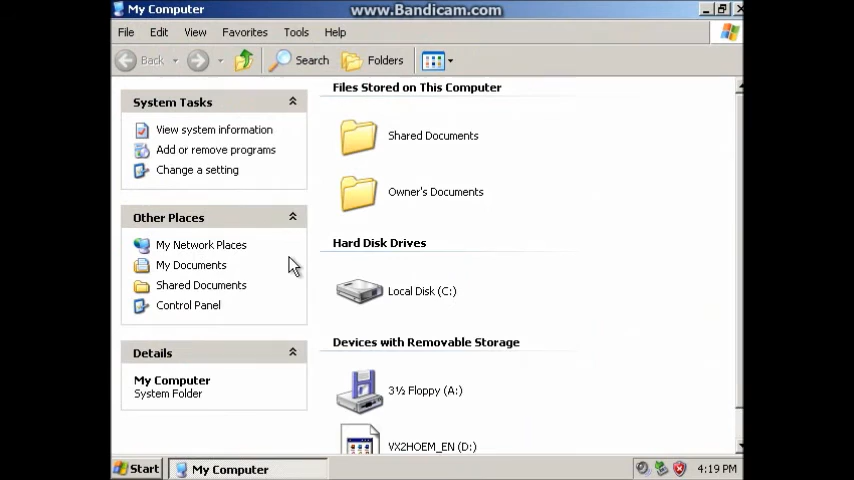 My Computer
www.Bandicam.com
File Edit View Favorites Tools Help
Back Search Folders
System Tasks
View system information
Add or remove programs
Change a setting
Other Places
My Network Places
My Documents
Shared Documents
Control Panel
Details
My Computer
System Folder
Files Stored on This Computer
Shared Documents
Owner's Documents
Hard Disk Drives
Local Disk (C:)
Devices with Removable Storage
3½ Floppy (A:)
VX2HOEM_EN (D:)
Start My Computer 4:19 PM